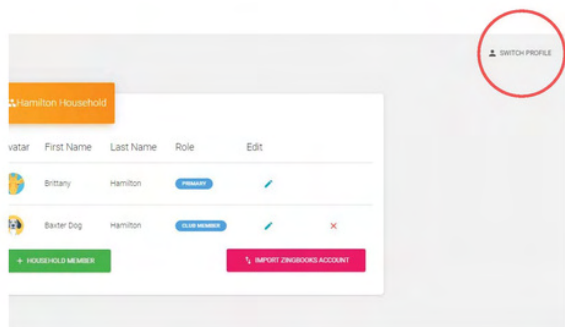 SWITCH PROFILE
Hamilton Household
vatar First Name Last Name Role Edit
Brittany Hamilton PRIMARY
Baxter Dog Hamilton CLUB MEMBER
+ HOUSEHOLD MEMBER IMPORT ZINGBOOKS ACCOUNT